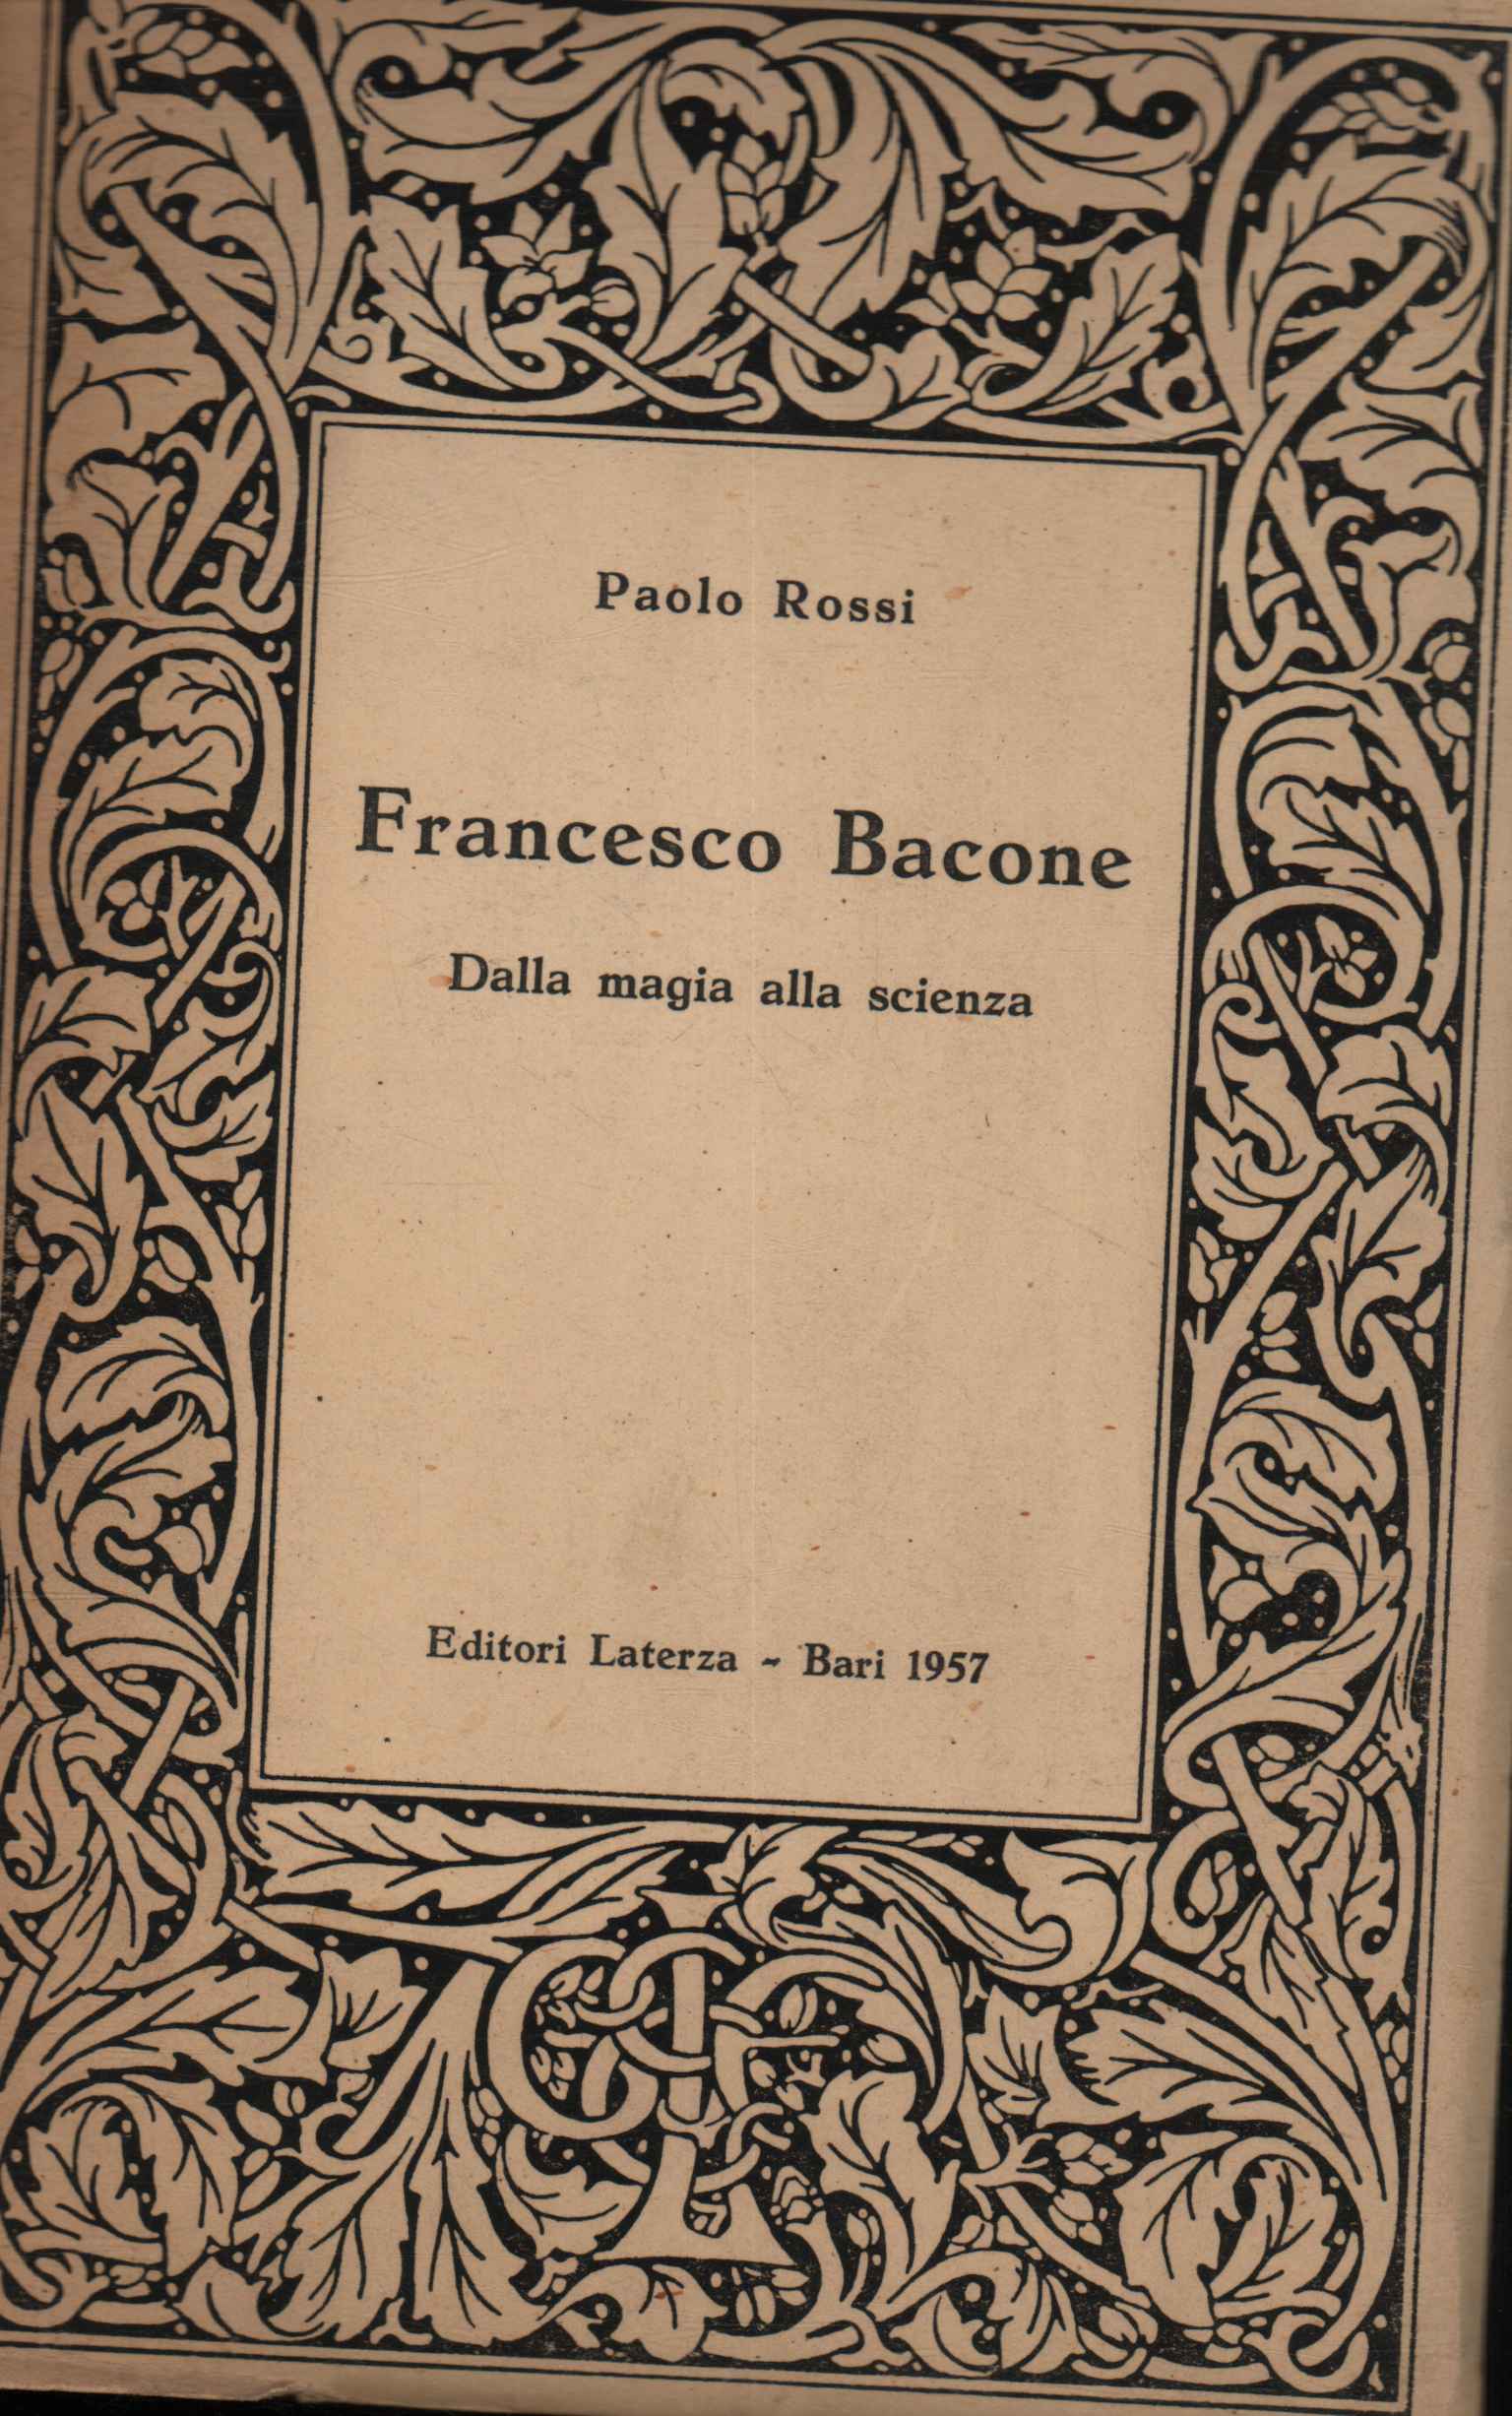 Paolo Rossi
Francesco Bacone
Dalla magia alla scienza
Editori Laterza - Bari 1957